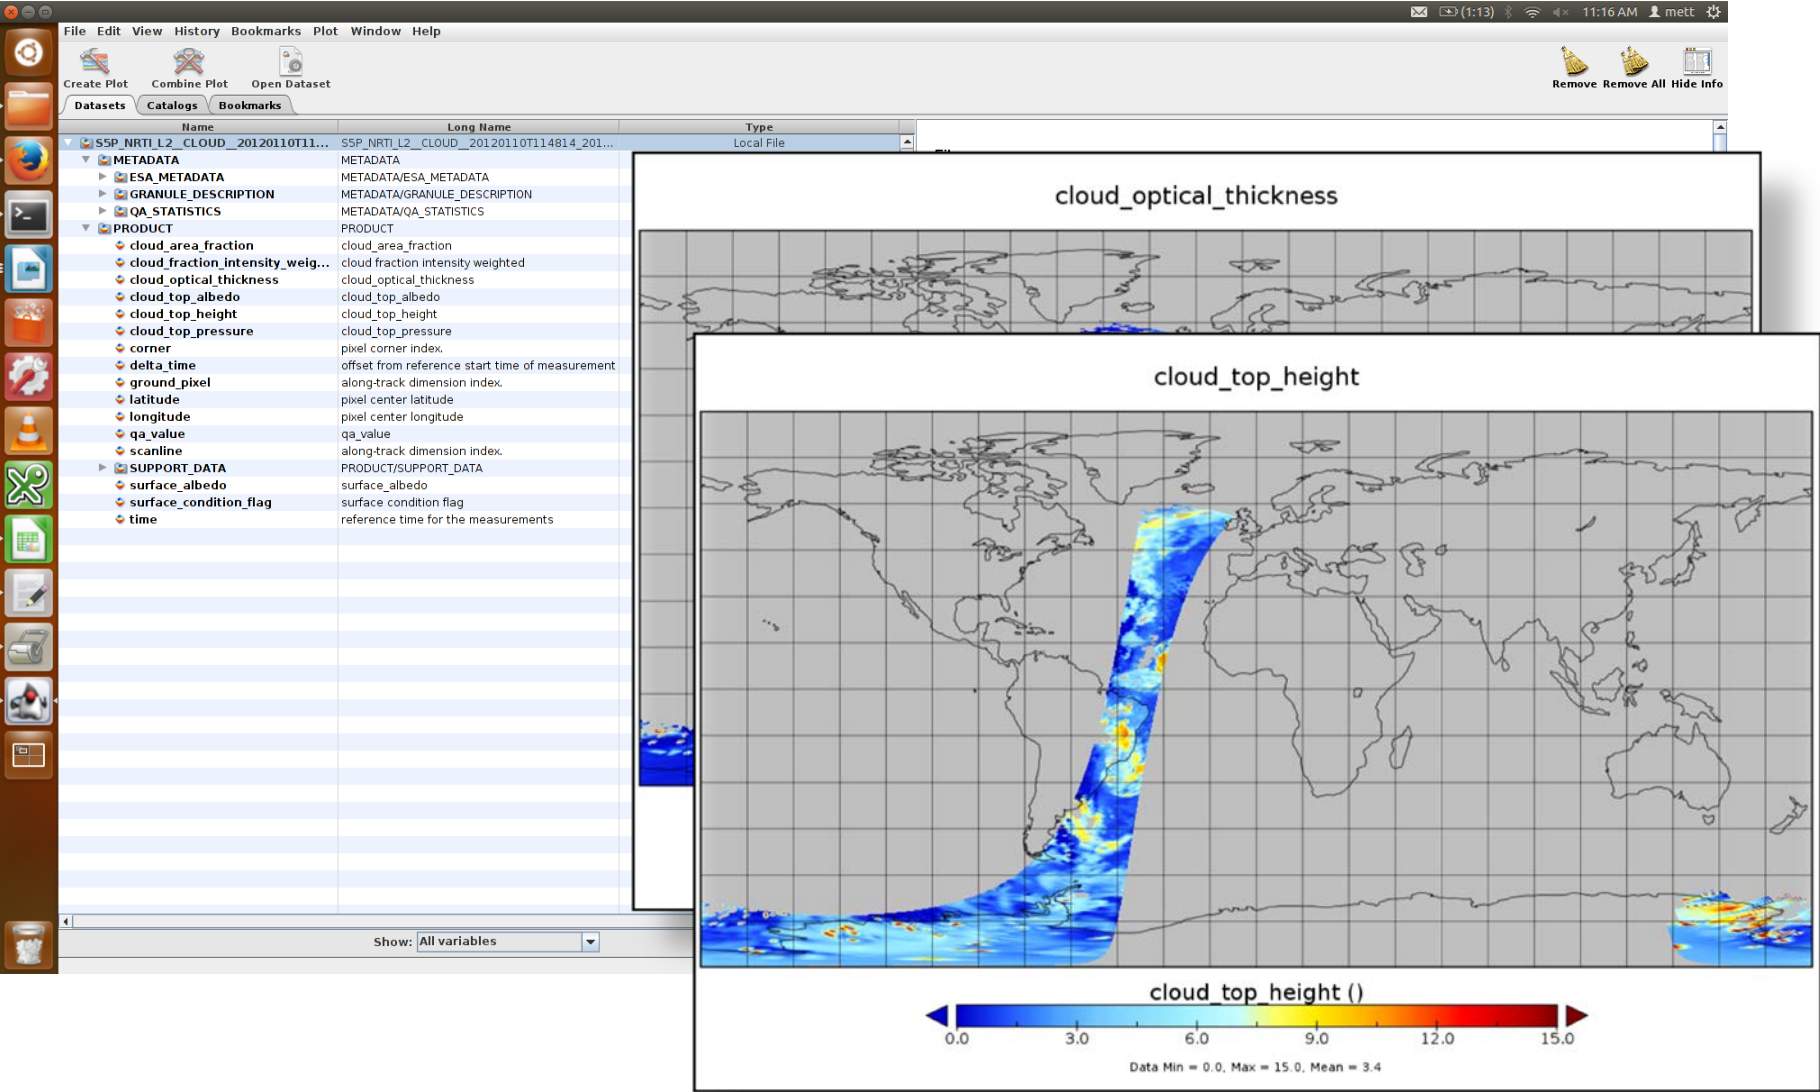 (1:13) 11:16 AM mett
File Edit View History Bookmarks Plot Window Help
Create Plot Combine Plot Open Dataset Remove Remove All Hide Info
Datasets Catalogs Bookmarks
Name Long Name Type
S5P_NRTI_L2__CLOUD__20120110T11... S5P_NRTI_L2__CLOUD__20120110T114814_201... Local File
METADATA METADATA
ESA_METADATA METADATA/ESA_METADATA
GRANULE_DESCRIPTION METADATA/GRANULE_DESCRIPTION
QA_STATISTICS METADATA/QA_STATISTICS
PRODUCT PRODUCT
cloud_area_fraction cloud_area_fraction
cloud_fraction_intensity_weig... cloud fraction intensity weighted
cloud_optical_thickness cloud_optical_thickness
cloud_top_albedo cloud_top_albedo
cloud_top_height cloud_top_height
cloud_top_pressure cloud_top_pressure
corner pixel corner index.
delta_time offset from reference start time of measurement
ground_pixel along-track dimension index.
latitude pixel center latitude
longitude pixel center longitude
qa_value qa_value
scanline along-track dimension index.
SUPPORT_DATA PRODUCT/SUPPORT_DATA
surface_albedo surface_albedo
surface_condition_flag surface condition flag
time reference time for the measurements
Show: All variables
cloud_optical_thickness
cloud_top_height
cloud_top_height ()
0.0 3.0 6.0 9.0 12.0 15.0
Data Min = 0.0, Max = 15.0, Mean = 3.4